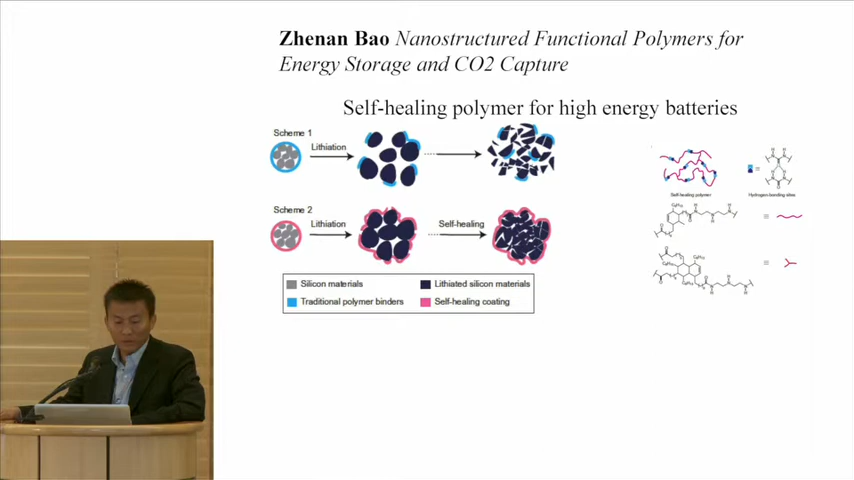 Zhenan Bao Nanostructured Functional Polymers for
Energy Storage and CO2 Capture
Self-healing polymer for high energy batteries
Scheme 1
Lithiation
Scheme 2
Lithiation
Self-healing
Silicon materials
Lithiated silicon materials
Traditional polymer binders
Self-healing coating
Self-healing polymer
Hydrogen-bonding sites
=
=
=